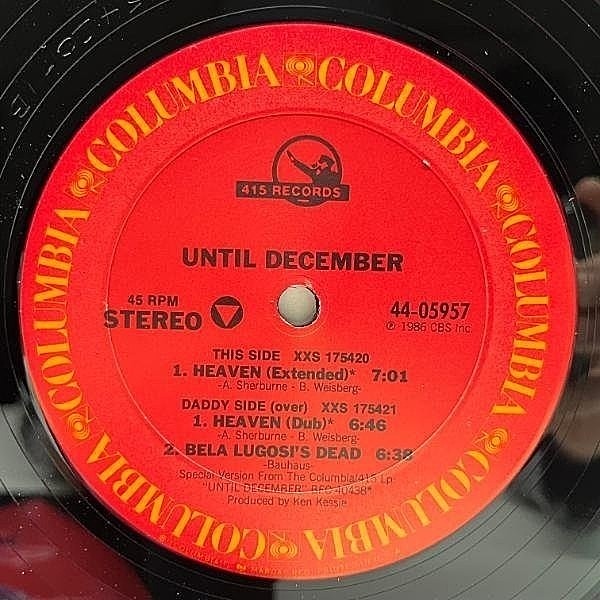 COLUMBIA COLUMBIA COLUMBIA COLUMBIA COLUMBIA COLUMBIA COLUMBIA COLUMBIA
415 RECORDS
UNTIL DECEMBER
45 RPM
STEREO
44-05957
℗ 1986 CBS Inc.
THIS SIDE XXS 175420
1. HEAVEN (Extended)* 7:01
-A. Sherburne - B. Weisberg-
DADDY SIDE (over) XXS 175421
1. HEAVEN (Dub)* 6:46
-A. Sherburne - B. Weisberg-
2. BELA LUGOSI'S DEAD 6:38
-Bauhaus-
Special Version From The Columbia/415 Lp
"UNTIL DECEMBER" BFC 40438*
Produced by Ken Kessie